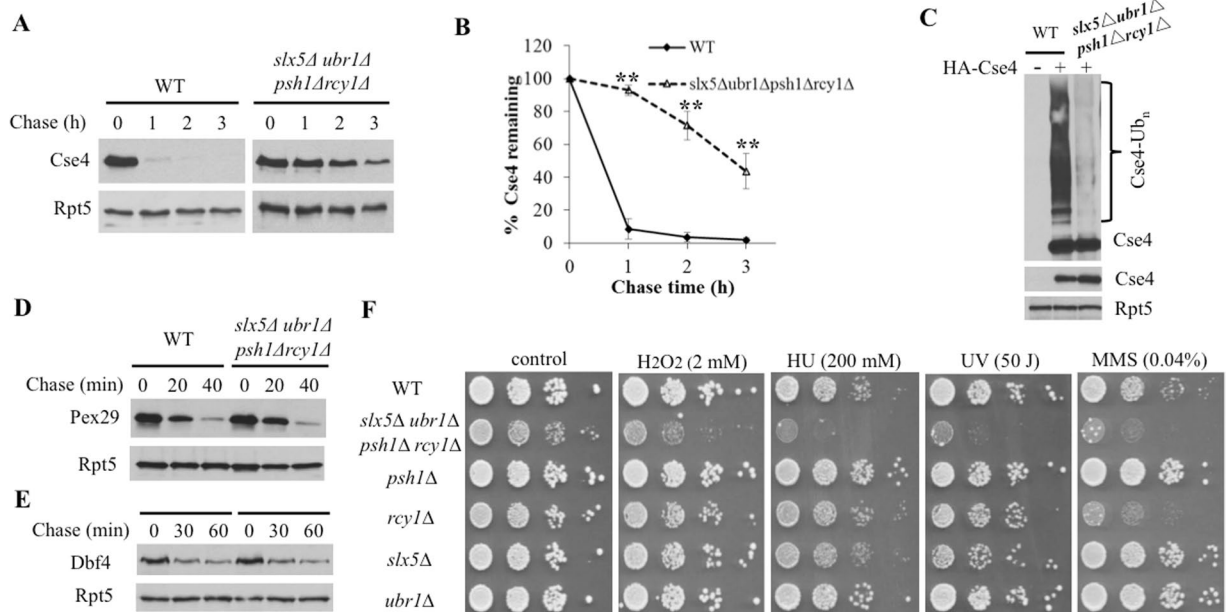 A
WT
slx5Δ ubr1Δ
psh1Δrcy1Δ
Chase (h) 0 1 2 3 0 1 2 3
Cse4
Rpt5
B
WT
slx5Δubr1Δpsh1Δrcy1Δ
% Cse4 remaining
120
100
80
60
40
20
0
**
**
**
0 1 2 3
Chase time (h)
C
WT
slx5△ubr1△
psh1△rcy1△
HA-Cse4 - + +
Cse4-Ubn
Cse4
Cse4
Rpt5
D
WT
slx5Δ ubr1Δ
psh1Δrcy1Δ
Chase (min) 0 20 40 0 20 40
Pex29
Rpt5
E
Chase (min) 0 30 60 0 30 60
Dbf4
Rpt5
F
control
H2O2 (2 mM)
HU (200 mM)
UV (50 J)
MMS (0.04%)
WT
slx5Δ ubr1Δ
psh1Δ rcy1Δ
psh1Δ
rcy1Δ
slx5Δ
ubr1Δ